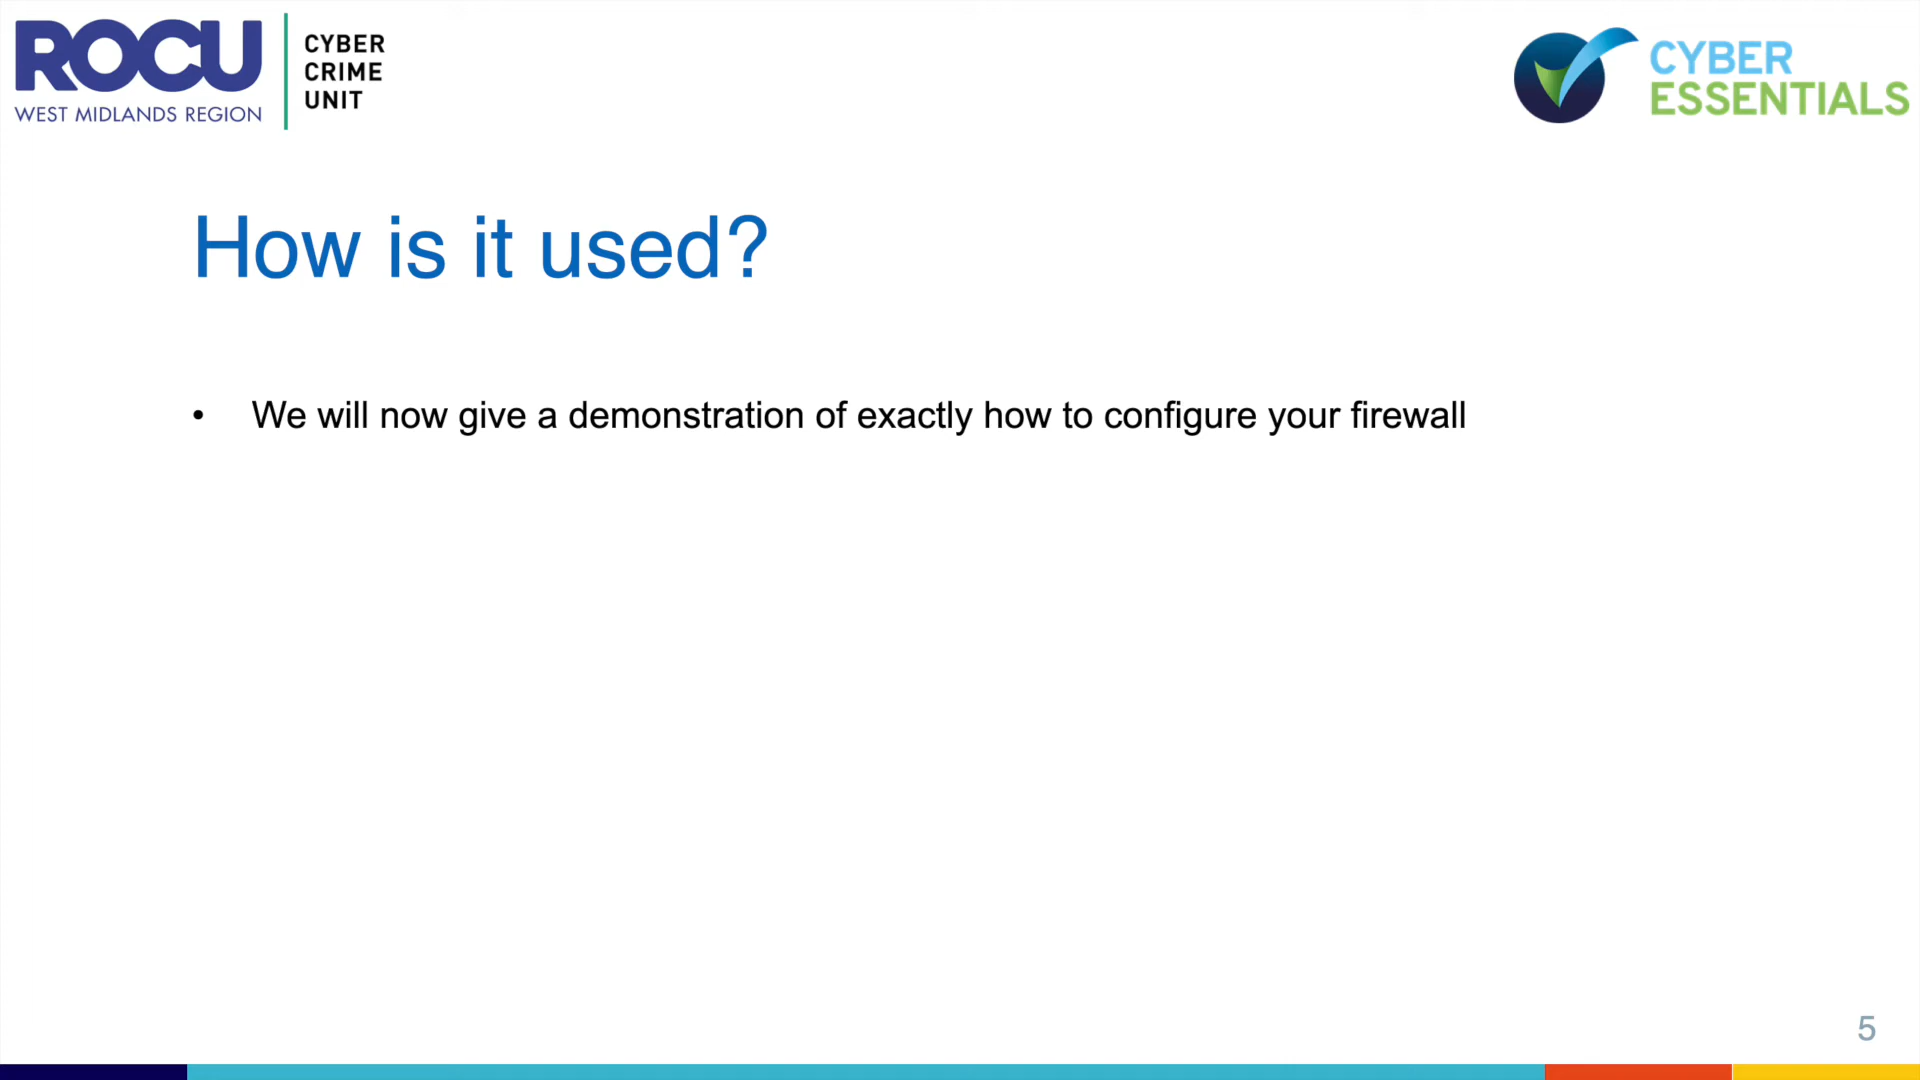 ROCU
WEST MIDLANDS REGION
CYBER
CRIME
UNIT
CYBER
ESSENTIALS
How is it used?
• We will now give a demonstration of exactly how to configure your firewall
5